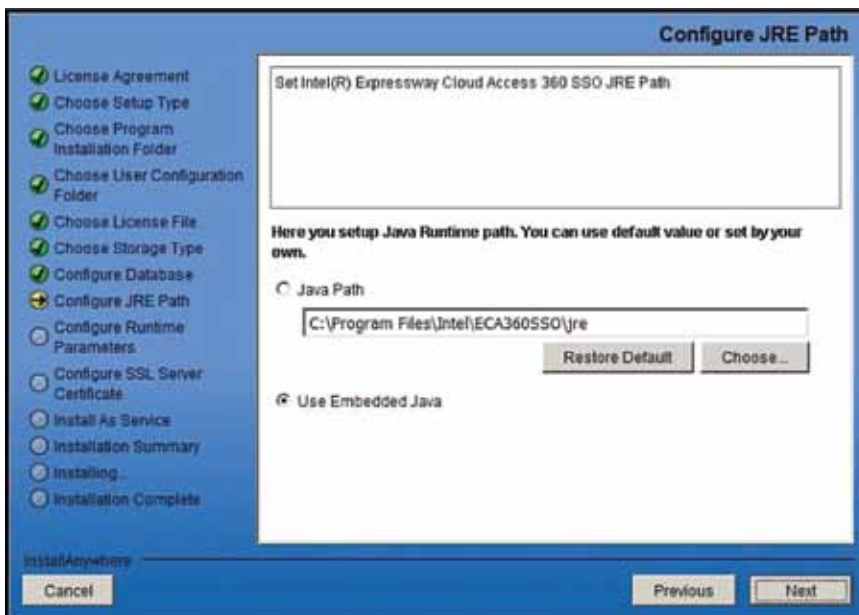 Configure JRE Path
License Agreement
Choose Setup Type
Choose Program
Installation Folder
Choose User Configuration
Folder
Choose License File
Choose Storage Type
Configure Database
Configure JRE Path
Configure Runtime
Parameters
Configure SSL Server
Certificate
Install As Service
Installation Summary
Installing...
Installation Complete
Set Intel(R) Expressway Cloud Access 360 SSO JRE Path
Here you setup Java Runtime path. You can use default value or set by your
own.
Java Path
C:\Program Files\Intel\ECA360SSO\jre
Restore Default
Choose...
Use Embedded Java
InstallAnywhere
Cancel
Previous
Next